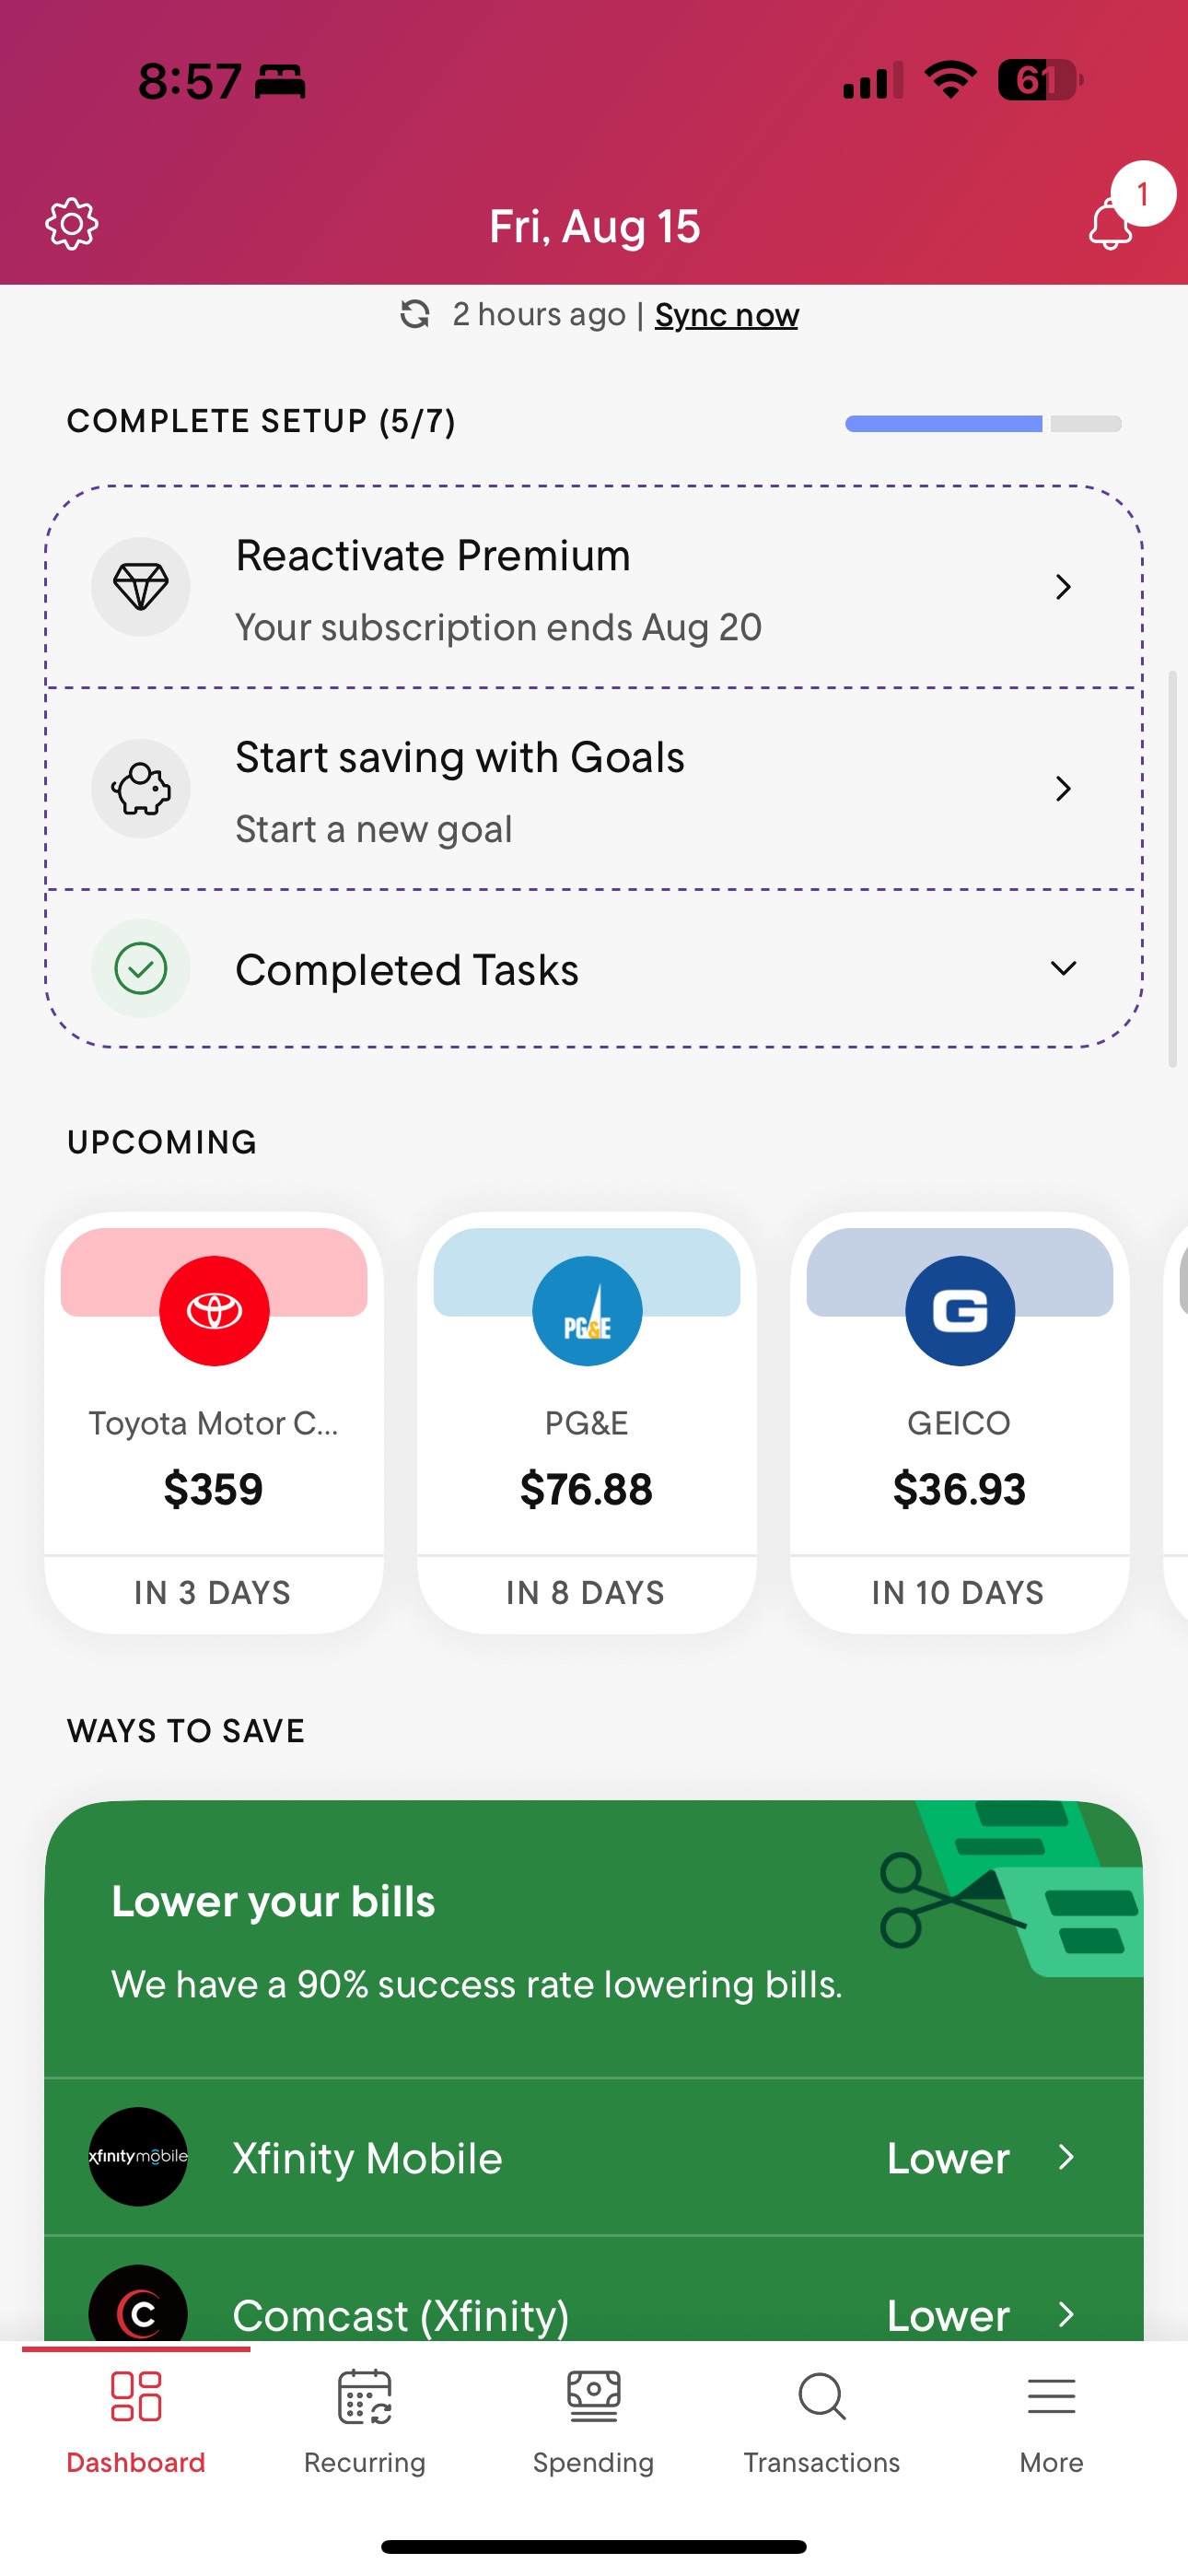 8:57
61
Fri, Aug 15
1
2 hours ago | Sync now
COMPLETE SETUP (5/7)
Reactivate Premium
Your subscription ends Aug 20
Start saving with Goals
Start a new goal
Completed Tasks
UPCOMING
PG&E
G
Toyota Motor C...
PG&E
GEICO
$359
$76.88
$36.93
IN 3 DAYS
IN 8 DAYS
IN 10 DAYS
WAYS TO SAVE
Lower your bills
We have a 90% success rate lowering bills.
xfinitymobile
Xfinity Mobile
Lower
C
Comcast (Xfinity)
Lower
Dashboard
Recurring
Spending
Transactions
More